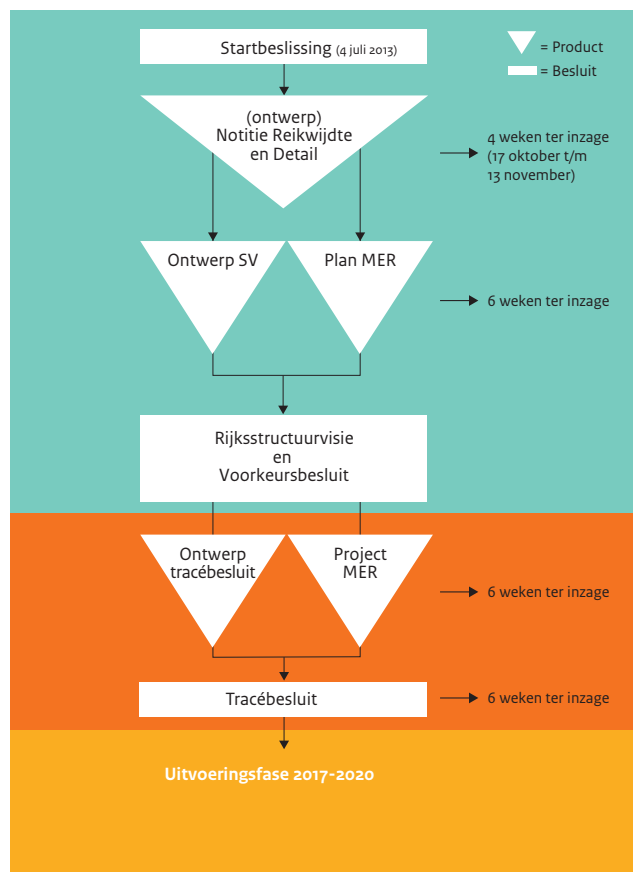 Startbeslissing (4 juli 2013)
= Product
= Besluit
(ontwerp)
Notitie Reikwijdte
en Detail
4 weken ter inzage
(17 oktober t/m
13 november)
Ontwerp SV
Plan MER
6 weken ter inzage
Rijksstructuurvisie
en
Voorkeursbesluit
Ontwerp
tracébesluit
Project
MER
6 weken ter inzage
Tracébesluit
6 weken ter inzage
Uitvoeringsfase 2017-2020